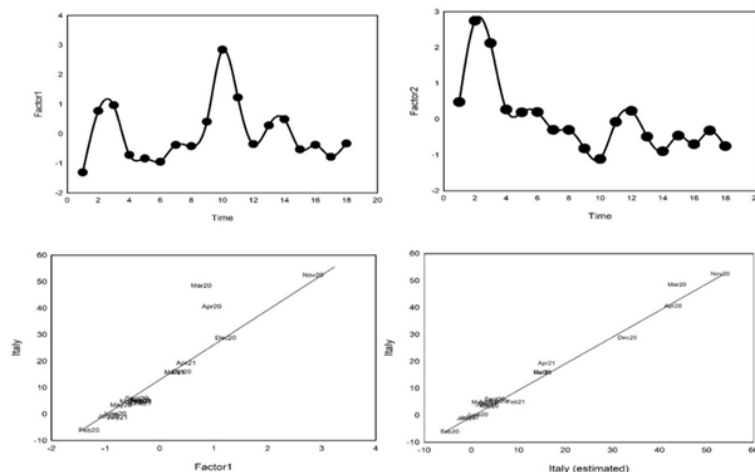 4
3
2
1
0
-1
-2
Factor1
0 2 4 6 8 10 12 14 16 18 20
Time
3
2
1
0
-1
-2
Factor2
0 2 4 6 8 10 12 14 16 18 20
Time
60
50
40
30
20
10
0
-10
Italy
Nov20
Mar20
Apr20
Dec20
Apr21
Feb20
-2 -1 0 1 2 3 4
Factor1
60
50
40
30
20
10
0
-10
Italy
Nov20
Mar20
Apr20
Dec20
Apr21
Feb21
Feb20
-10 0 10 20 30 40 50 60
Italy (estimated)